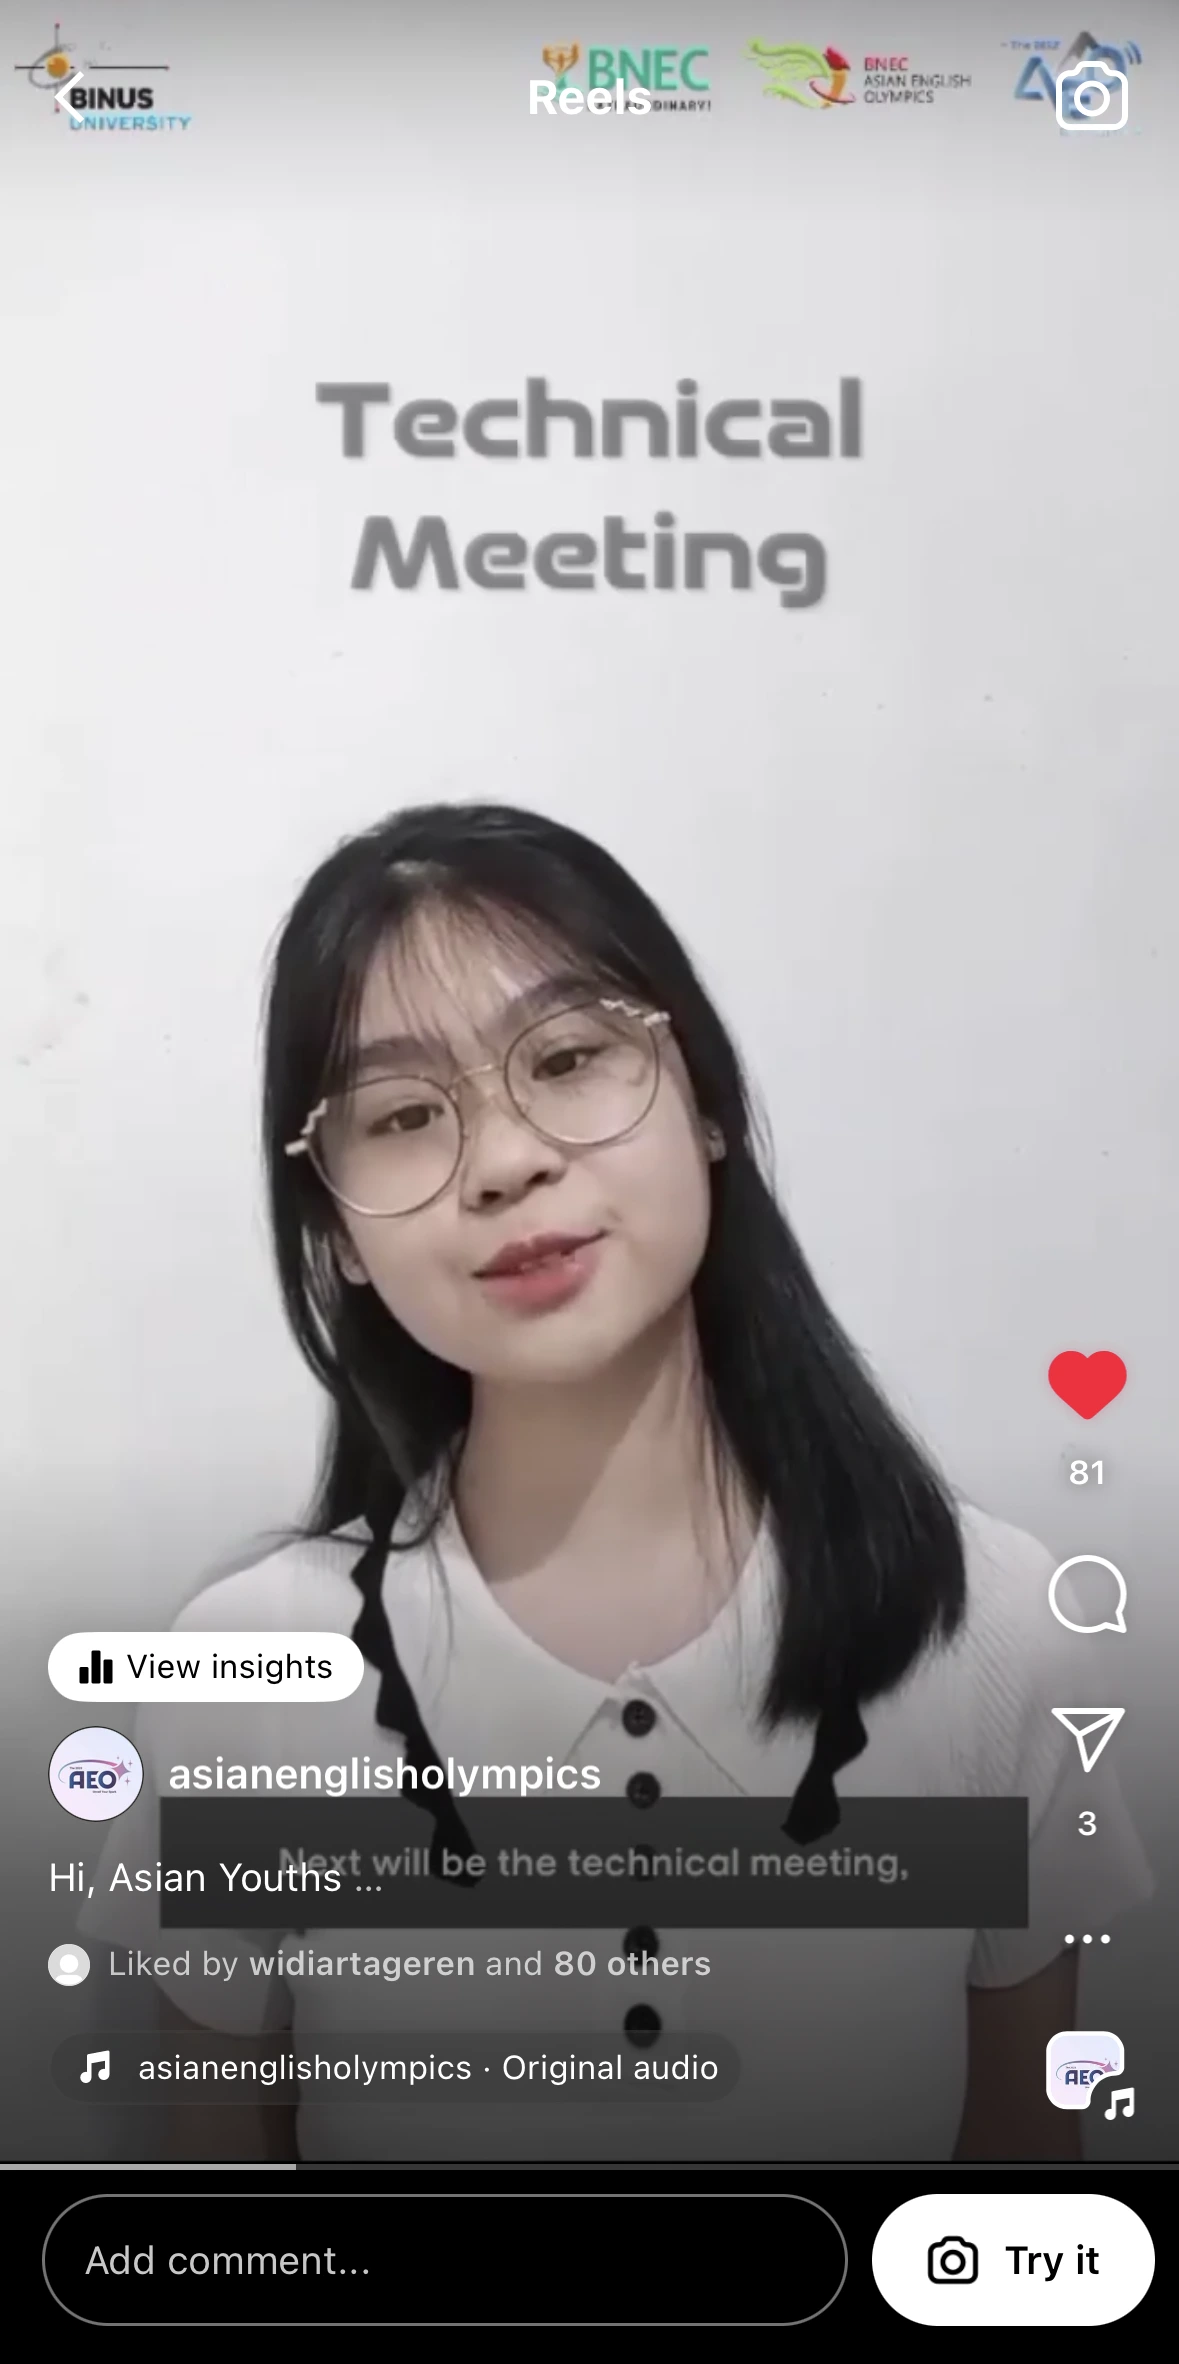 BINUS
UNIVERSITY
BNEC
Reels
BNEC
ASIAN ENGLISH
OLYMPICS
Technical
Meeting
81
View insights
AEO
asianenglisholympics
3
Next will be the technical meeting,
Hi, Asian Youths ...
Liked by widiartageren and 80 others
asianenglisholympics · Original audio
Add comment...
Try it